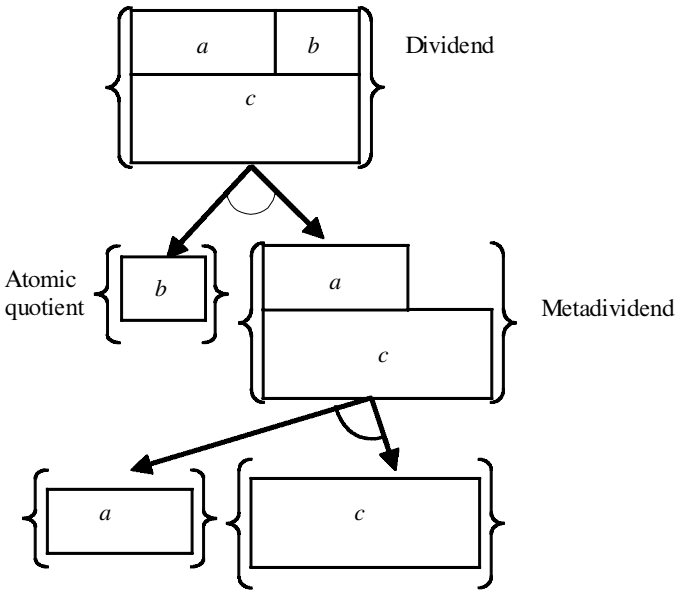 a b Dividend
c
Atomic
quotient
b
a
Metadividend
c
a c